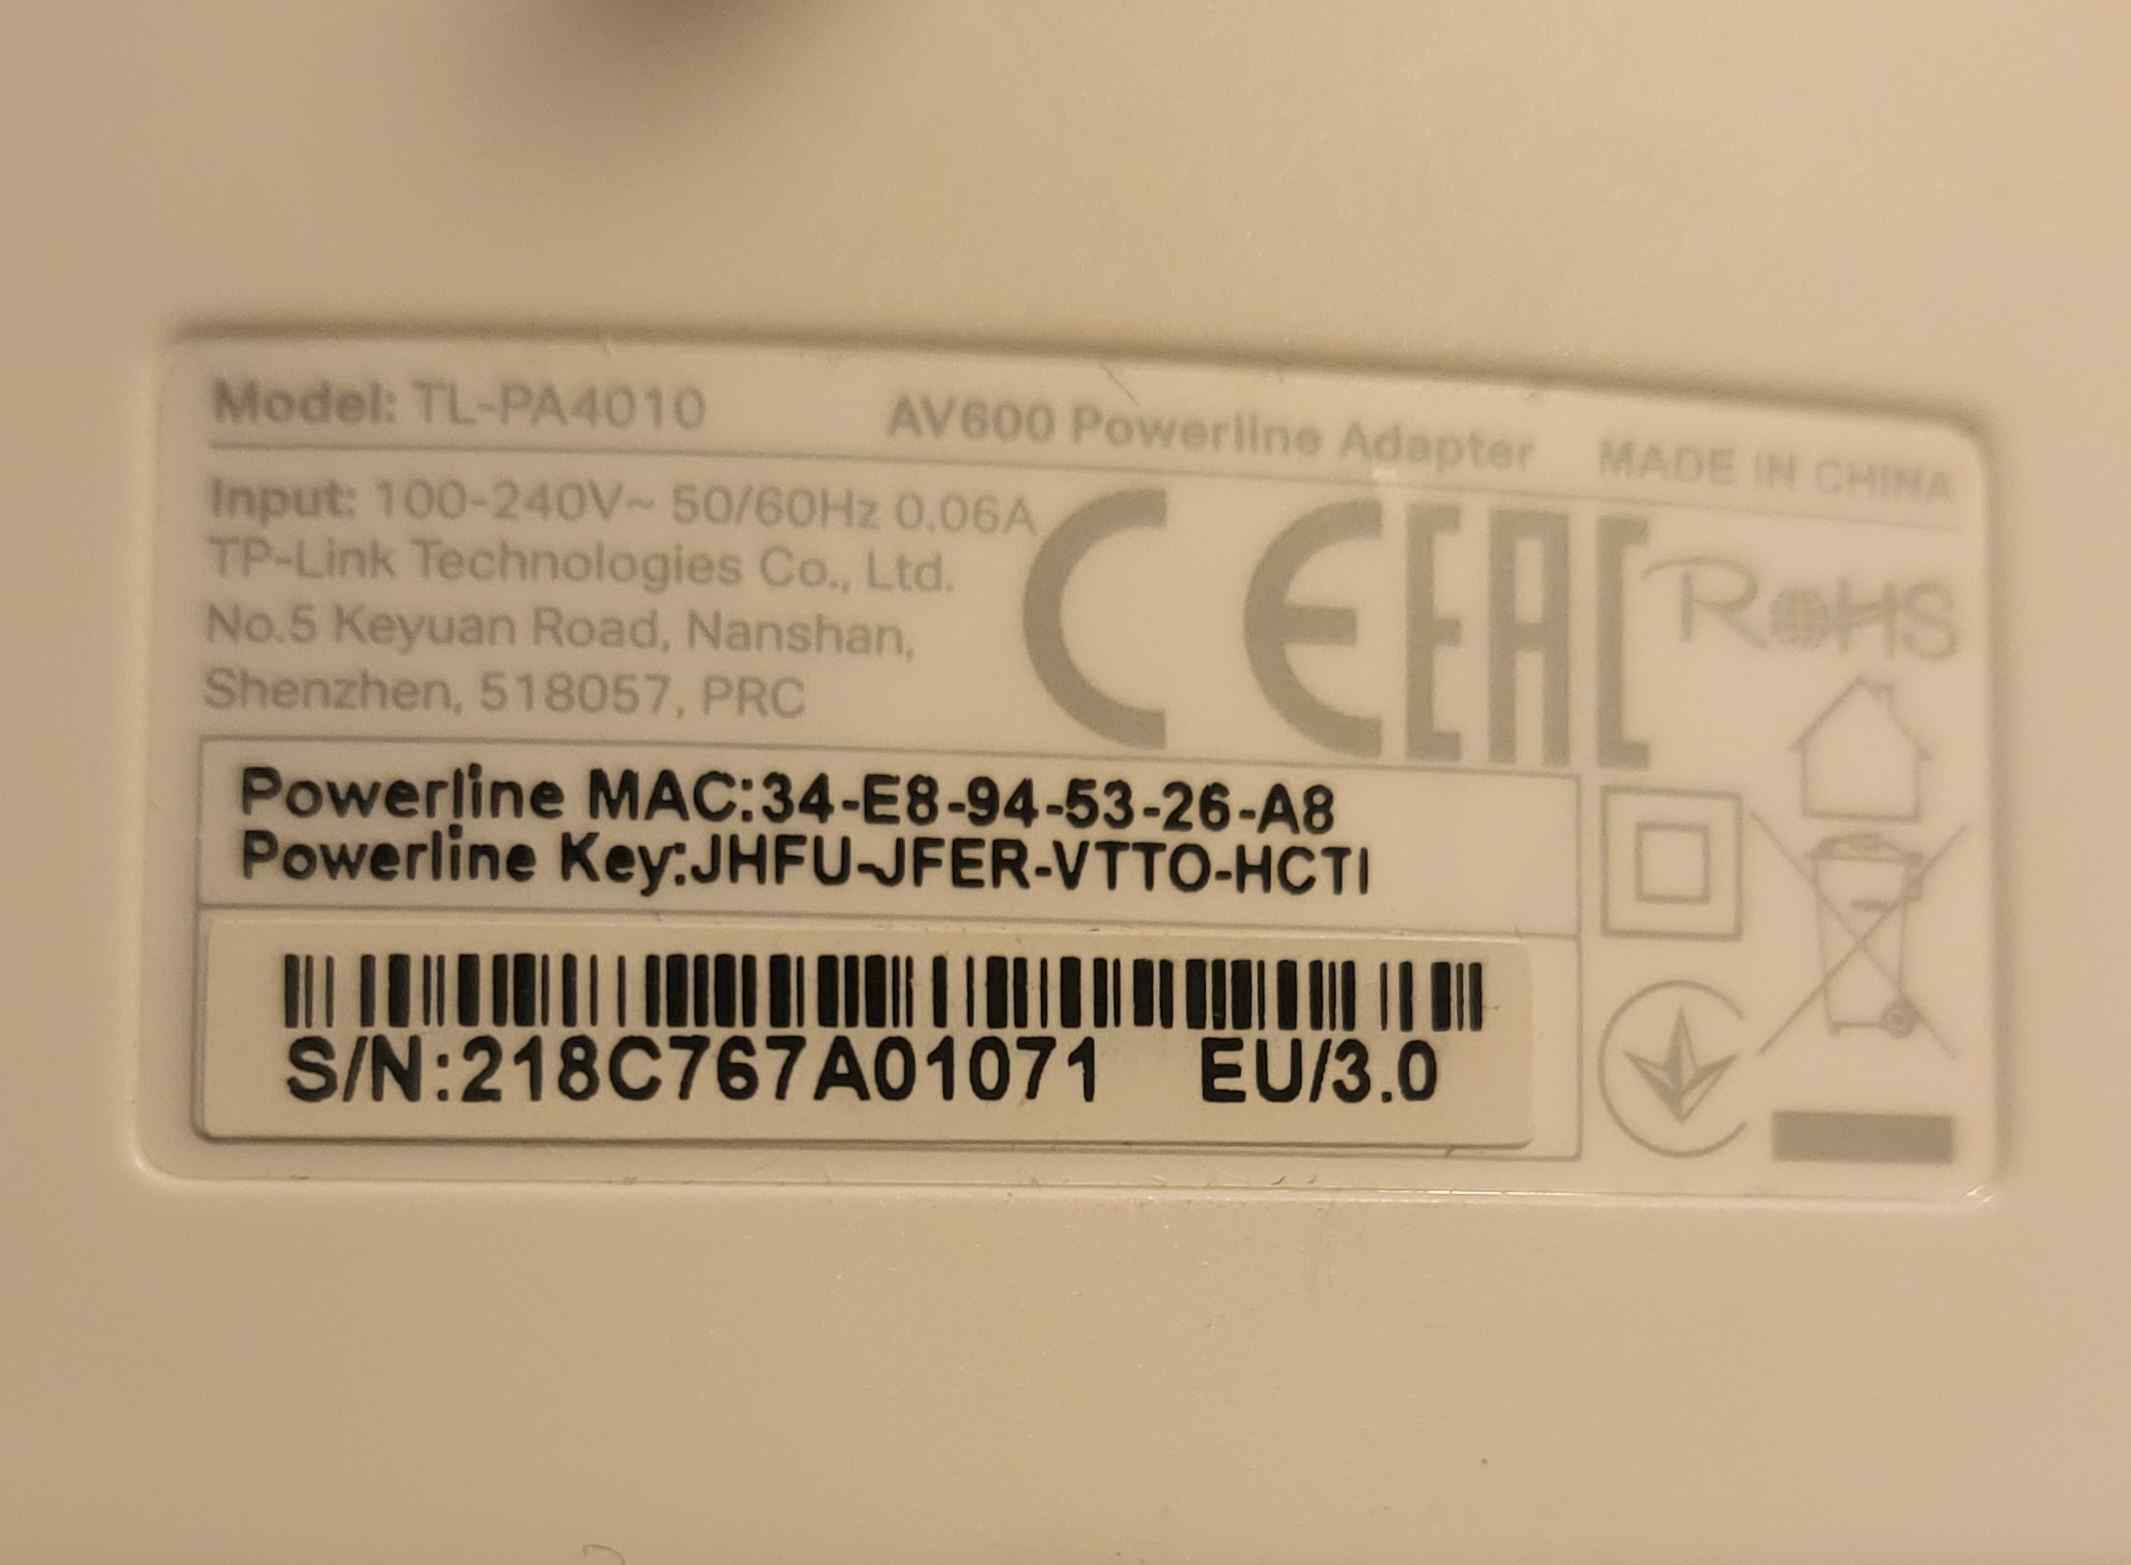 Model: TL-PA4010 AV600 Powerline Adapter MADE IN CHINA
Input: 100-240V~ 50/60Hz 0.06A
TP-Link Technologies Co., Ltd.
No.5 Keyuan Road, Nanshan,
Shenzhen, 518057, PRC
CE EAC RoHS
Powerline MAC:34-E8-94-53-26-A8
Powerline Key:JHFU-JFER-VTTO-HCTI
S/N:218C767A01071 EU/3.0